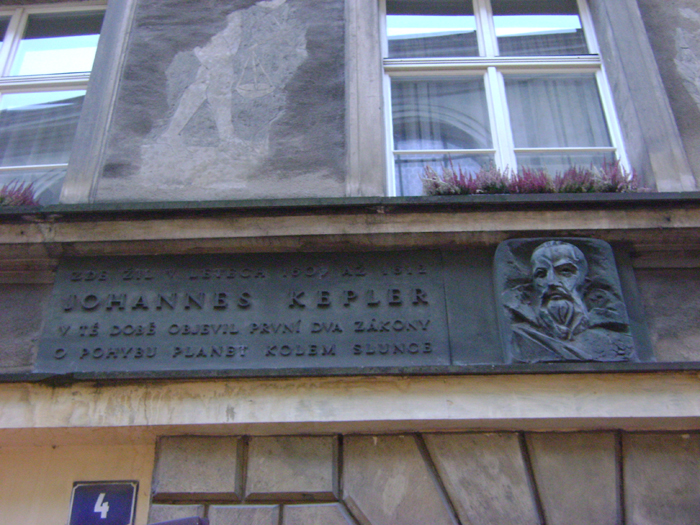 ZDE ŽIL V LETECH 1607 AŽ 1612
JOHANNES KEPLER
V TÉ DOBĚ OBJEVIL PRVNÍ DVA ZÁKONY
O POHYBU PLANET KOLEM SLUNCE
4